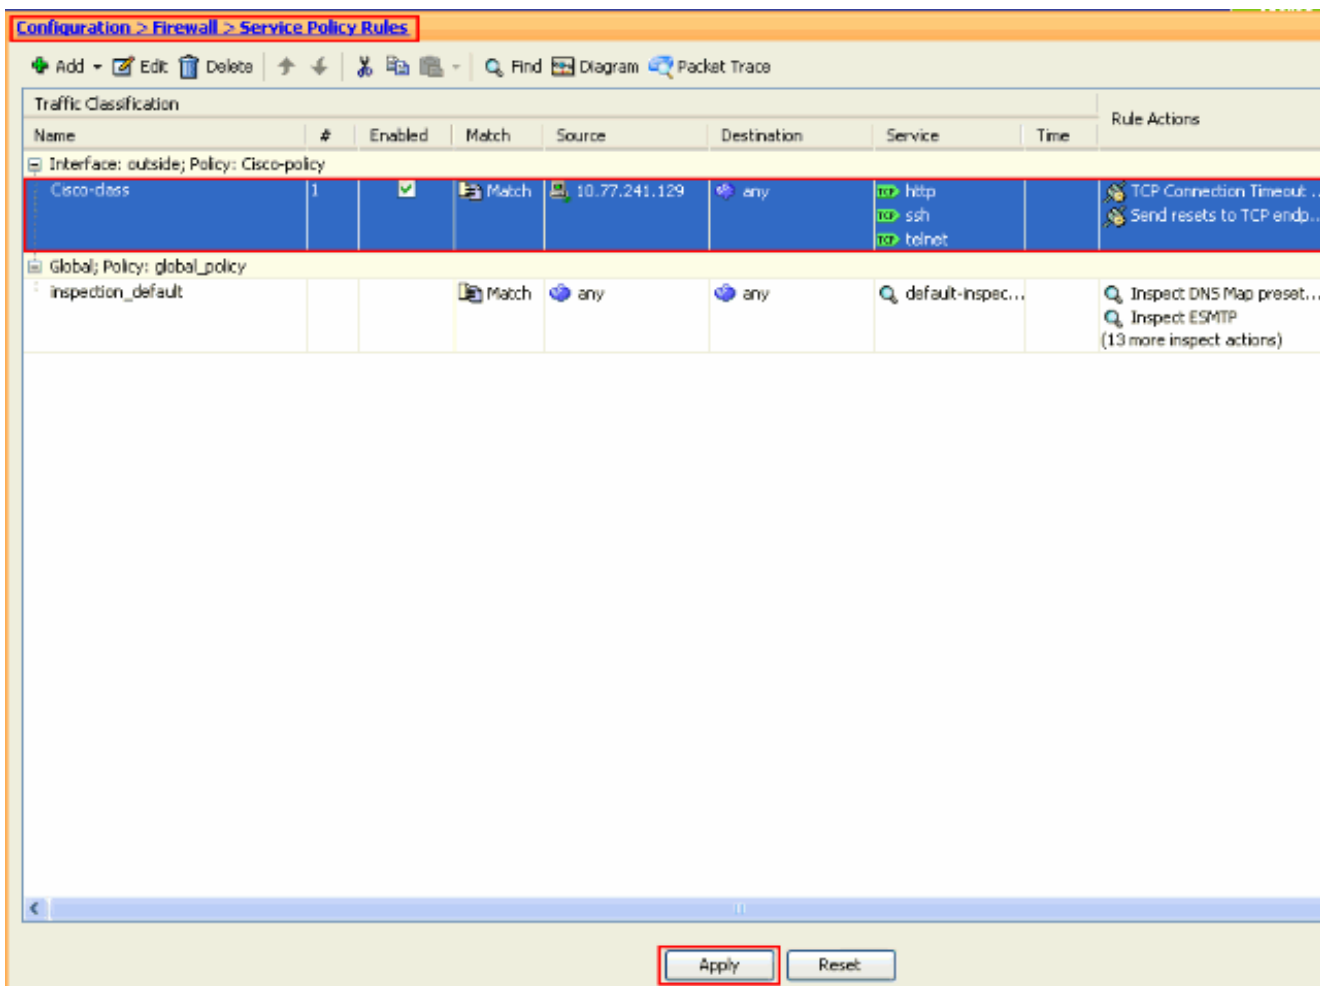 Configuration > Firewall > Service Policy Rules
Add Edit Delete Find Diagram Packet Trace
Traffic Classification
Rule Actions
Name # Enabled Match Source Destination Service Time
Interface: outside; Policy: Cisco-policy
Cisco-class 1 Match 10.77.241.129 any TCP http TCP Connection Timeout ...
TCP ssh Send resets to TCP endp...
TCP telnet
Global; Policy: global_policy
inspection_default Match any any default-inspec... Inspect DNS Map preset...
Inspect ESMTP
(13 more inspect actions)
Apply Reset